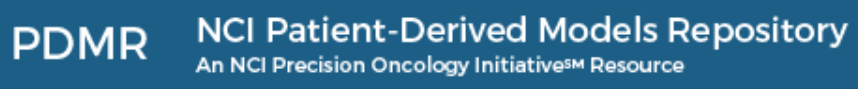 PDMR
NCI Patient-Derived Models Repository
An NCI Precision Oncology Initiative℠ Resource